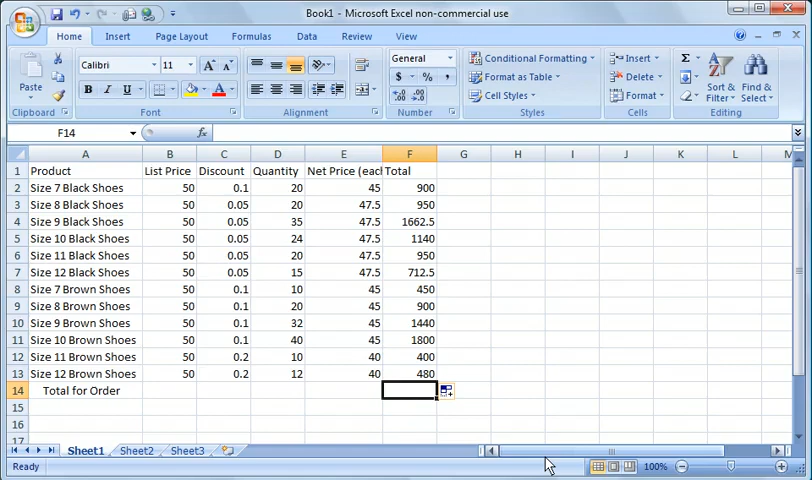 Book1 - Microsoft Excel non-commercial use
Home Insert Page Layout Formulas Data Review View
Calibri 11 General Conditional Formatting Insert
Format as Table Delete
Paste Sort & Find &
Filter Select
B I U A $ % , Cell Styles Format
Clipboard Font Alignment Number Styles Cells Editing
F14 fx
A B C D E F G H I J K L M
1 Product List Price Discount Quantity Net Price (each Total
2 Size 7 Black Shoes 50 0.1 20 45 900
3 Size 8 Black Shoes 50 0.05 20 47.5 950
4 Size 9 Black Shoes 50 0.05 35 47.5 1662.5
5 Size 10 Black Shoes 50 0.05 24 47.5 1140
6 Size 11 Black Shoes 50 0.05 20 47.5 950
7 Size 12 Black Shoes 50 0.05 15 47.5 712.5
8 Size 7 Brown Shoes 50 0.1 10 45 450
9 Size 8 Brown Shoes 50 0.1 20 45 900
10 Size 9 Brown Shoes 50 0.1 32 45 1440
11 Size 10 Brown Shoes 50 0.1 40 45 1800
12 Size 11 Brown Shoes 50 0.2 10 40 400
13 Size 12 Brown Shoes 50 0.2 12 40 480
14 Total for Order
15
16
17
Sheet1 Sheet2 Sheet3
Ready 100%